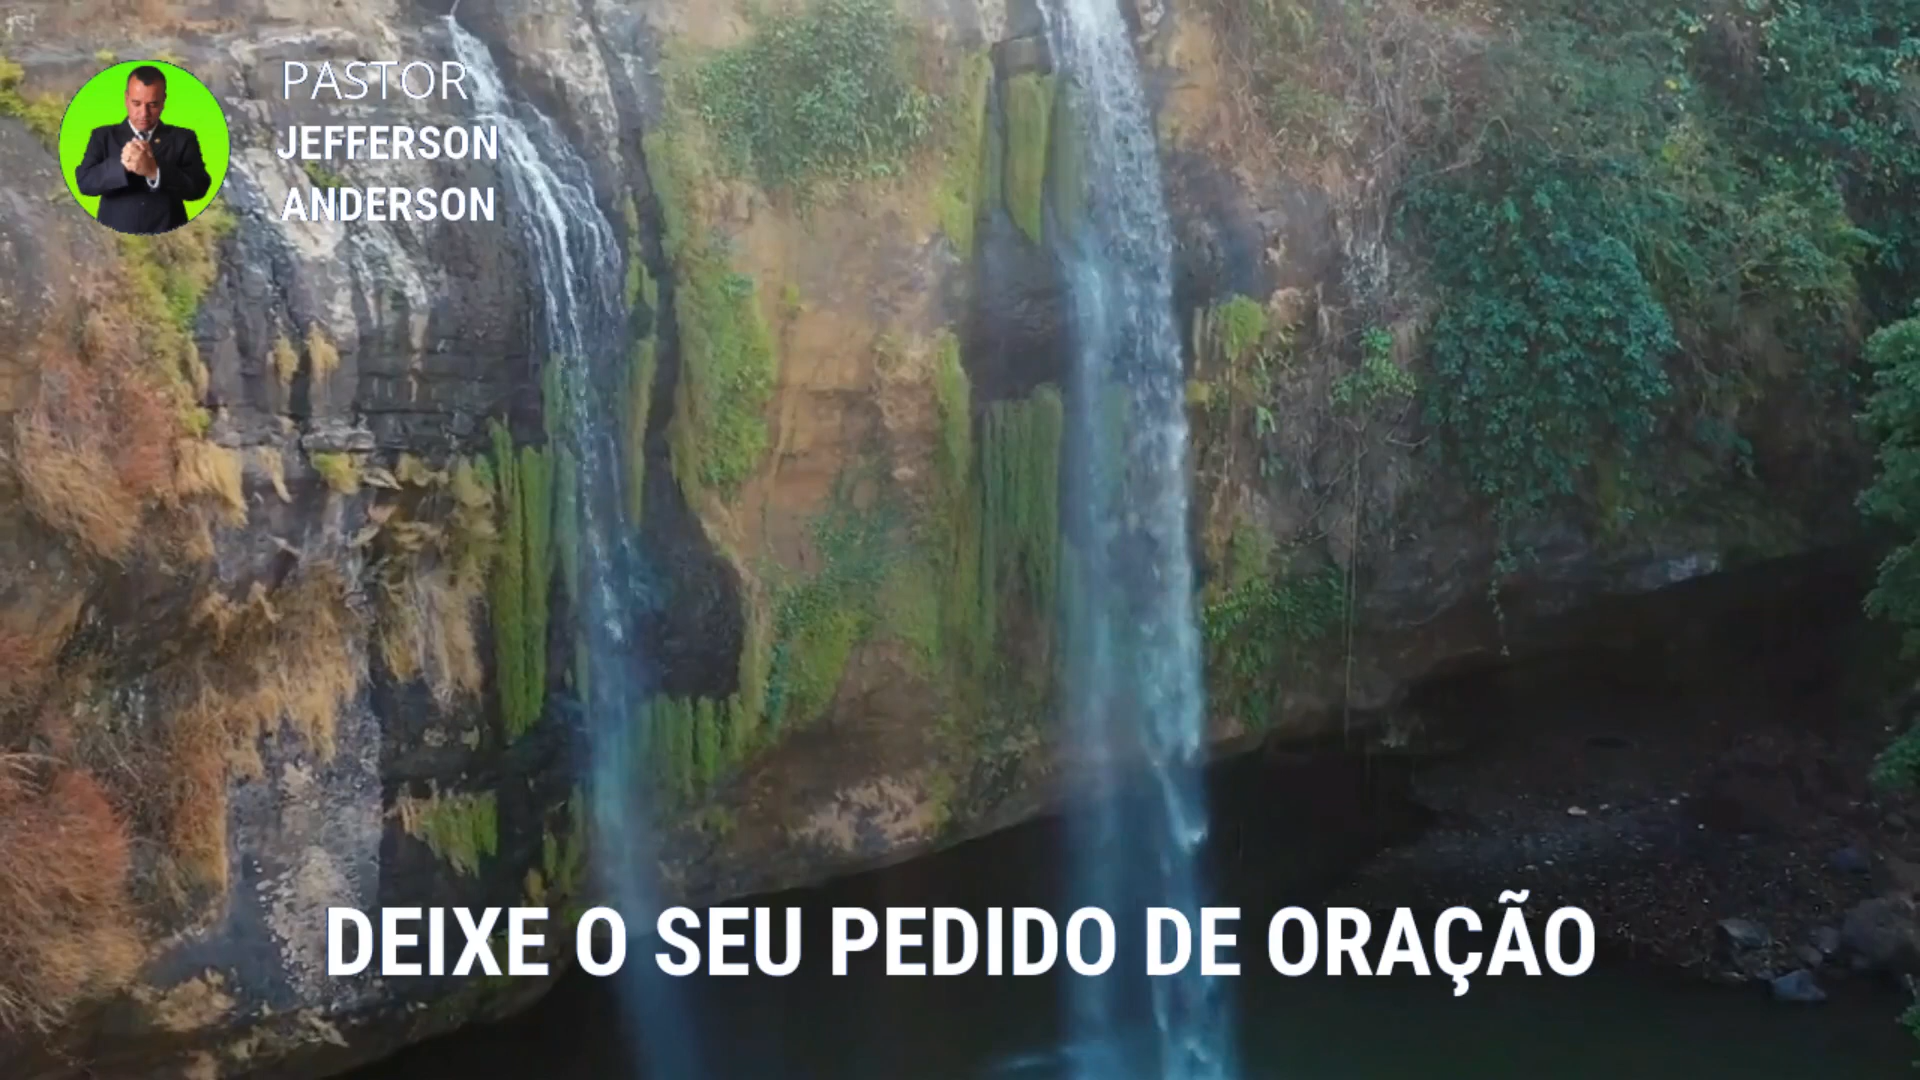 PASTOR
JEFFERSON
ANDERSON
DEIXE O SEU PEDIDO DE ORAÇÃO